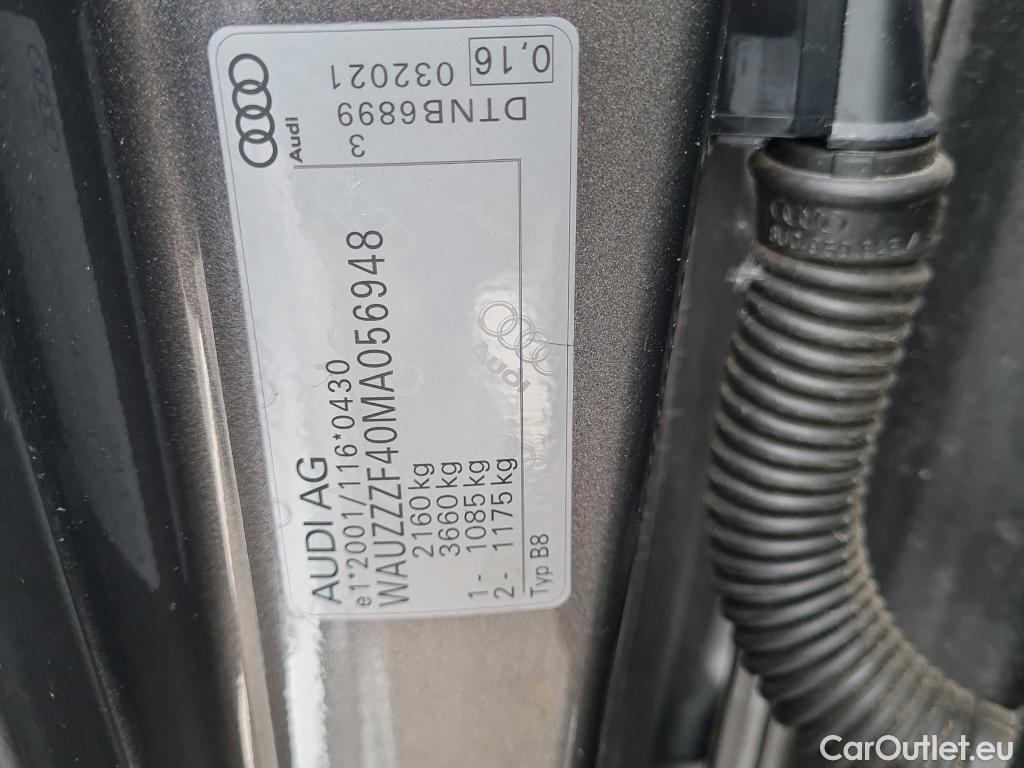 AUDI AG
e1*2001/116*0430
WAUZZZF40MA056948
2160 kg
3660 kg
1 - 1085 kg
2 - 1175 kg
Typ B8
Audi
3
DTNB6899
032021
0,16
Audi
CarOutlet.eu